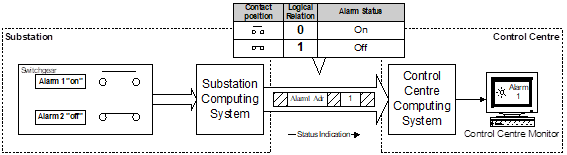 Contact position
Logical Relation
Alarm Status
0
On
1
Off
Substation
Control Centre
Switchgear
Alarm 1 "on"
Alarm 2 "off"
Substation
Computing
System
Alarm1 Adr
1
Status Indication
Control
Centre
Computing
System
Alarm
1
Control Centre Monitor